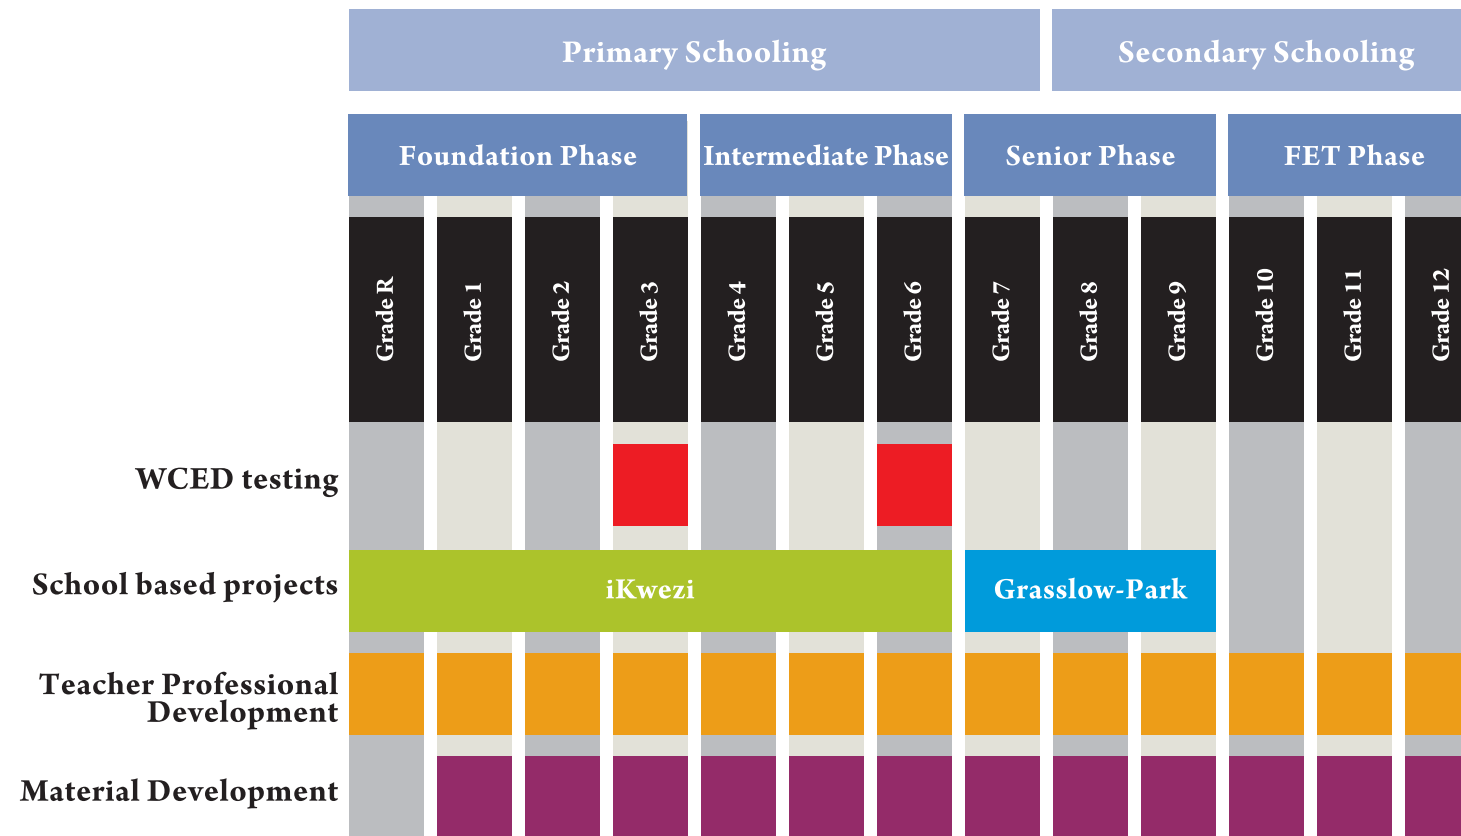 Primary Schooling
Secondary Schooling
Foundation Phase
Intermediate Phase
Senior Phase
FET Phase
Grade R
Grade 1
Grade 2
Grade 3
Grade 4
Grade 5
Grade 6
Grade 7
Grade 8
Grade 9
Grade 10
Grade 11
Grade 12
WCED testing
School based projects
iKwezi
Grasslow-Park
Teacher Professional
Development
Material Development